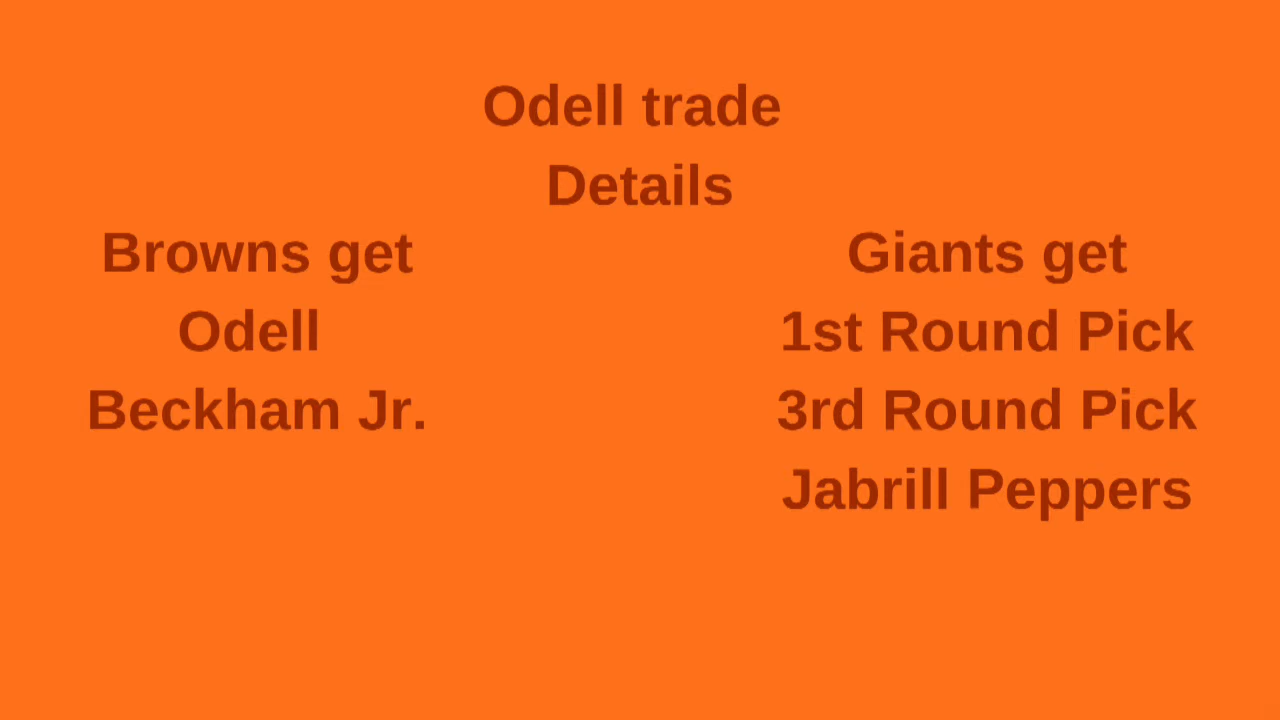 Odell trade
Details
Browns get
Odell
Beckham Jr.
Giants get
1st Round Pick
3rd Round Pick
Jabrill Peppers